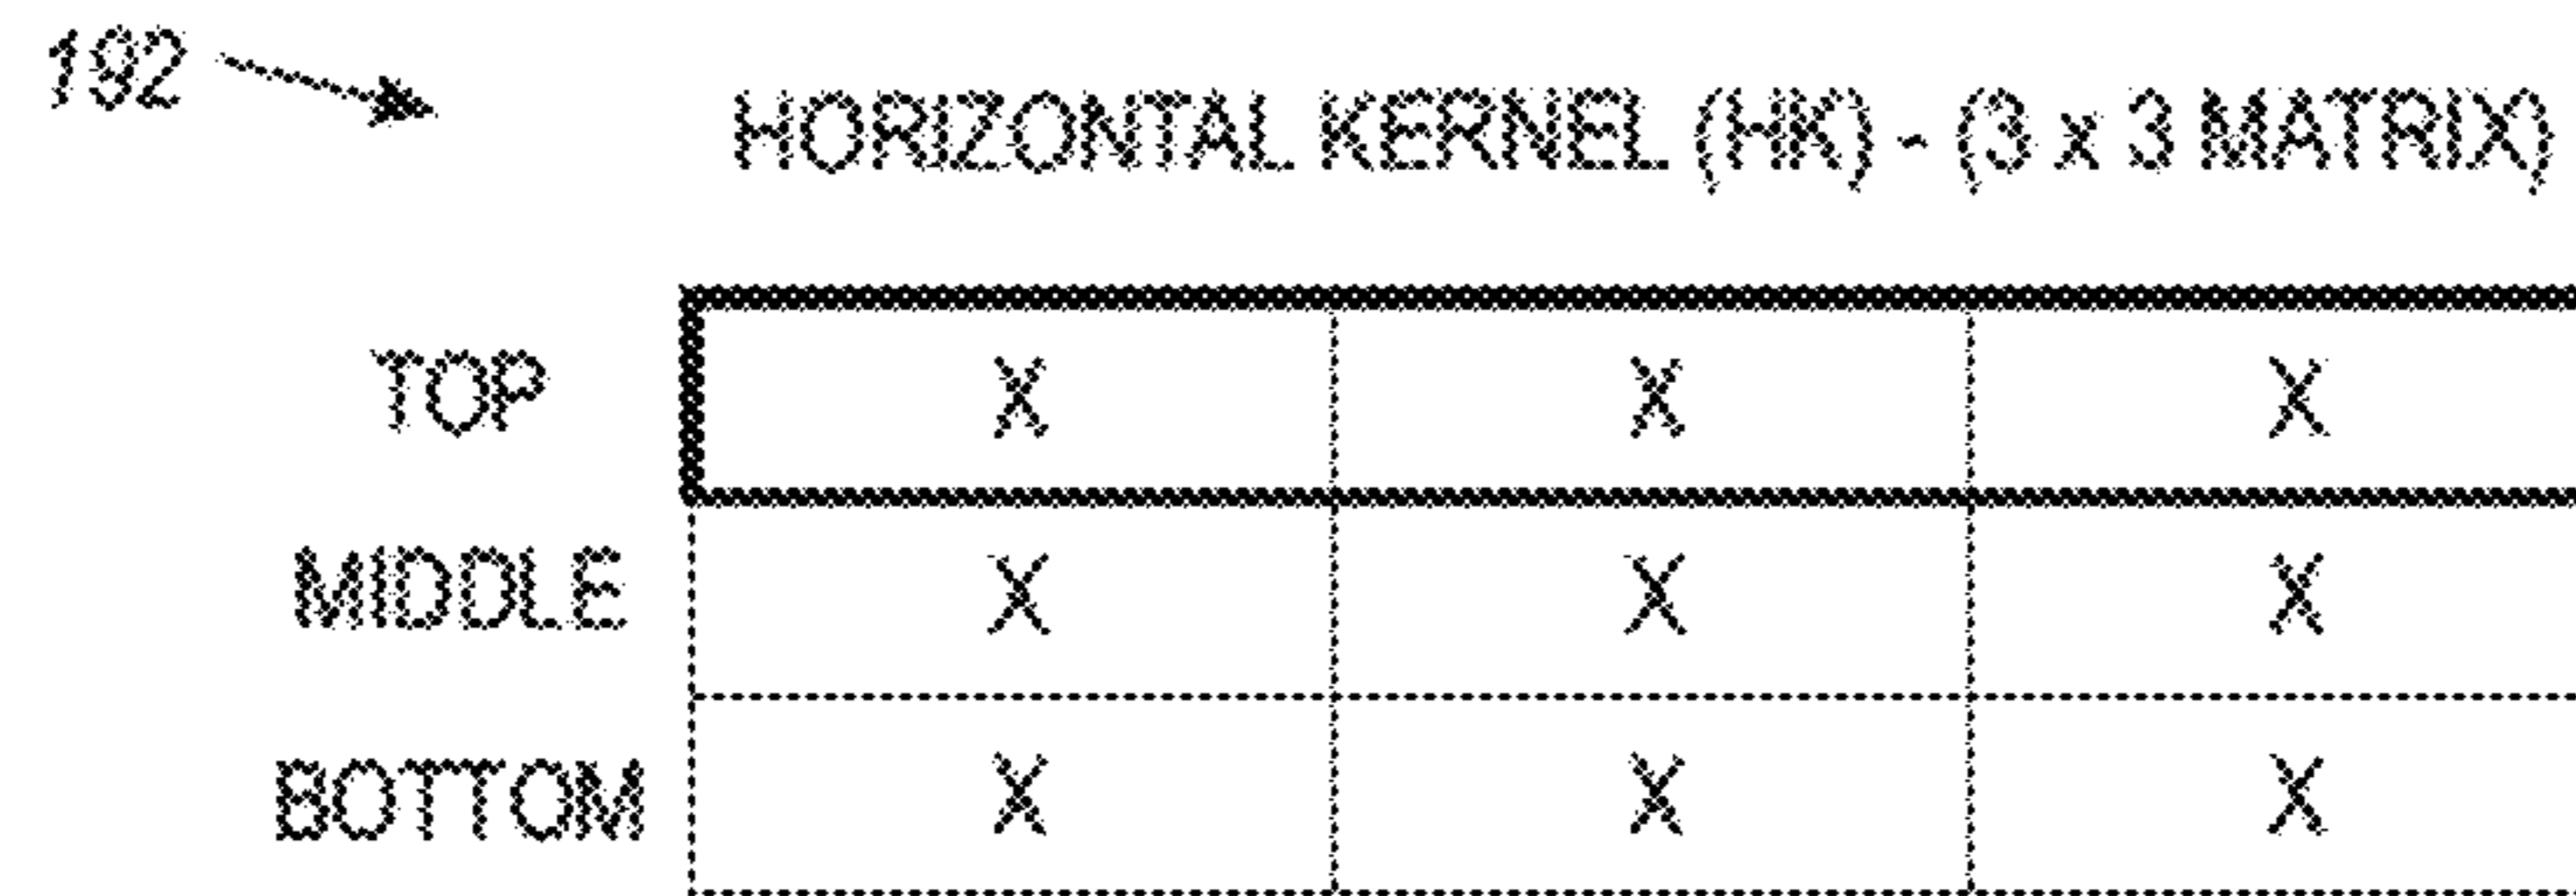 192
HORIZONTAL KERNEL (HK) - (3 x 3 MATRIX)
TOP X X X
MIDDLE X X X
BOTTOM X X X